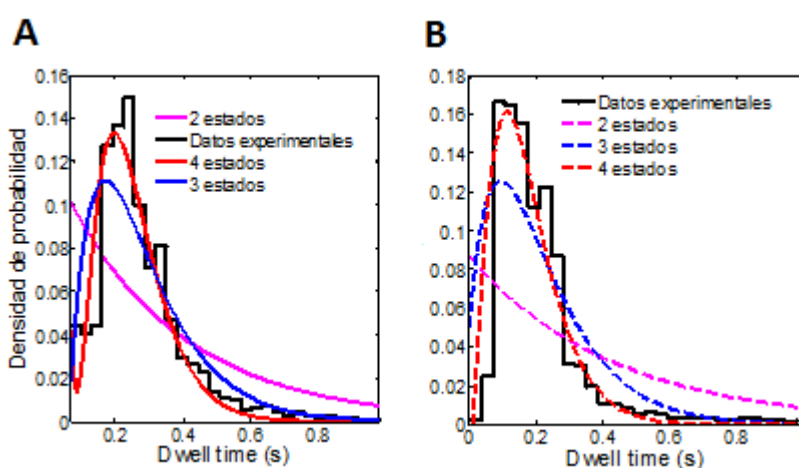 A
Densidad de probabilidad
0.16
0.14
0.12
0.1
0.08
0.06
0.04
0.02
0
2 estados
Datos experimentales
4 estados
3 estados
0.2
0.4
0.6
0.8
Dwell time (s)
B
0.18
0.16
0.14
0.12
0.10
0.08
0.06
0.04
0.02
0
Datos experimentales
2 estados
3 estados
4 estados
0
0.2
0.4
0.6
0.8
Dwell time (s)